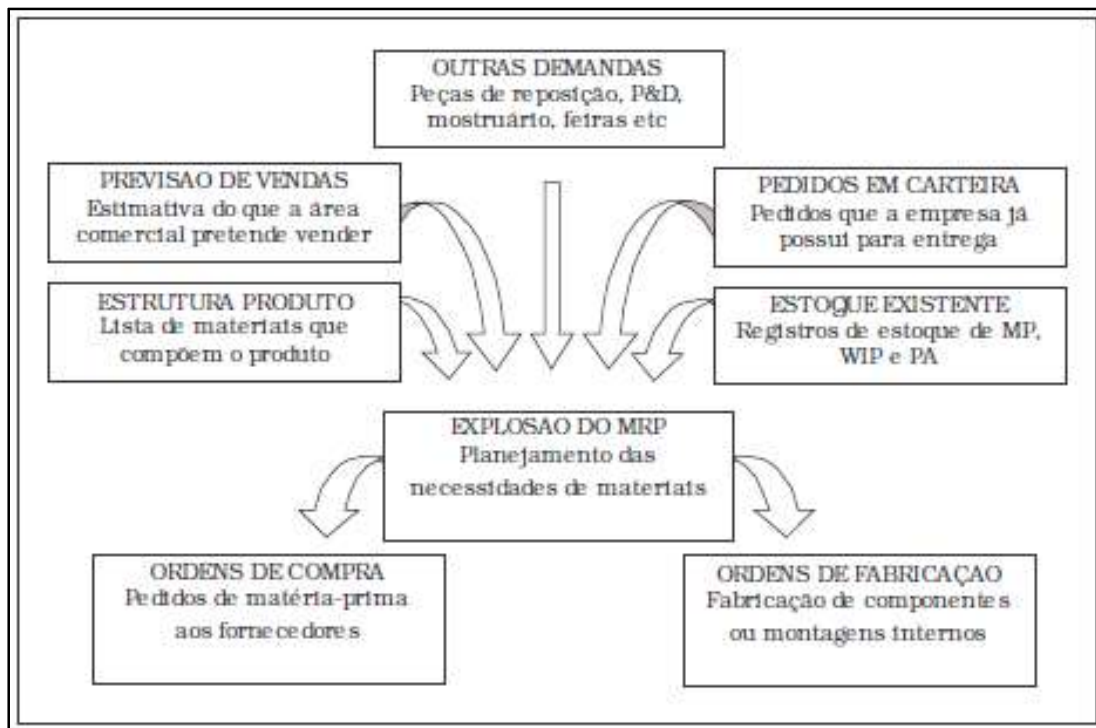 OUTRAS DEMANDAS
Peças de reposição, P&D,
mostruário, feiras etc
PREVISAO DE VENDAS
Estimativa do que a área
comercial pretende vender
PEDIDOS EM CARTEIRA
Pedidos que a empresa já
possui para entrega
ESTRUTURA PRODUTO
Lista de materiais que
compõem o produto
ESTOQUE EXISTENTE
Registros de estoque de MP,
WIP e PA
EXPLOSAO DO MRP
Planejamento das
necessidades de materiais
ORDENS DE COMPRA
Pedidos de matéria-prima
aos fornecedores
ORDENS DE FABRICAÇAO
Fabricação de componentes
ou montagens internos